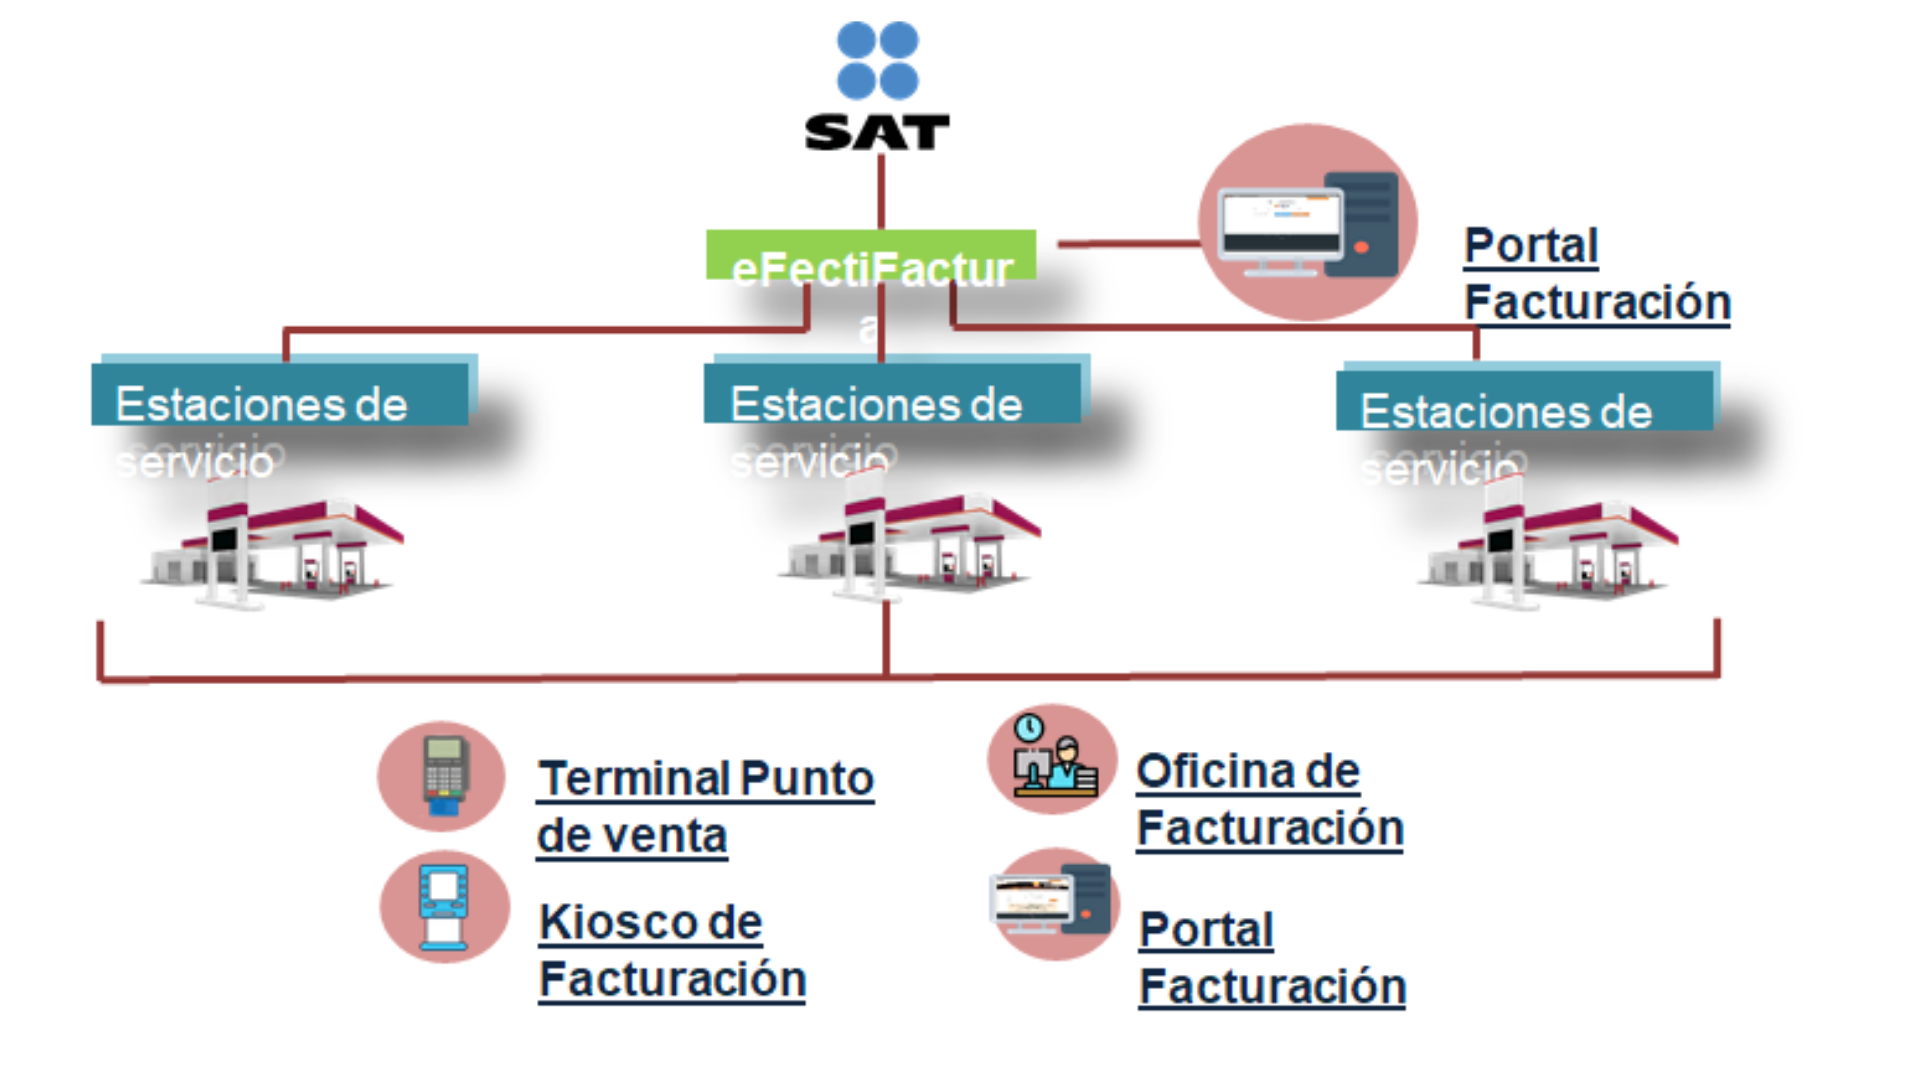 SAT
eFectiFactur
a
Portal
Facturación
Estaciones de
servicio
Estaciones de
servicio
Estaciones de
servicio
Terminal Punto
de venta
Oficina de
Facturación
Kiosco de
Facturación
Portal
Facturación